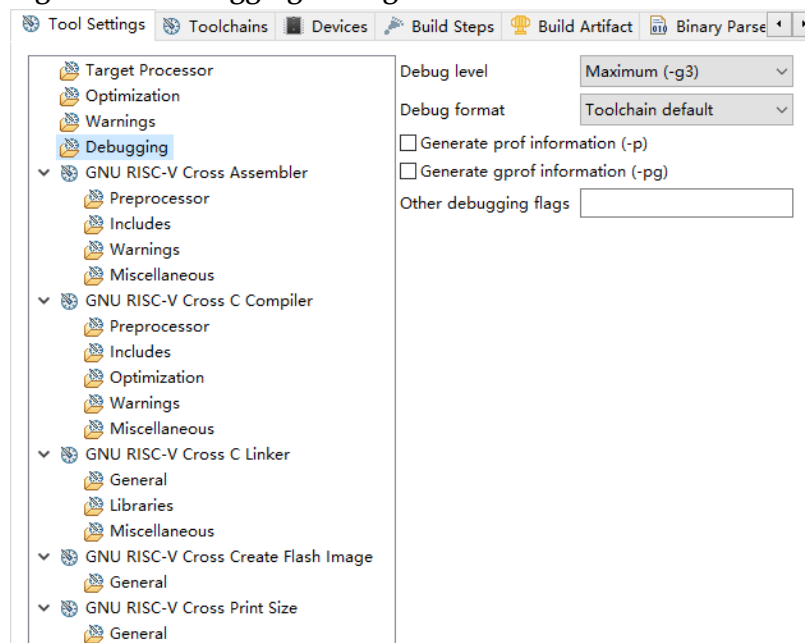 Tool Settings Toolchains Devices Build Steps Build Artifact Binary Parse
Target Processor
Optimization
Warnings
Debugging
GNU RISC-V Cross Assembler
Preprocessor
Includes
Warnings
Miscellaneous
GNU RISC-V Cross C Compiler
Preprocessor
Includes
Optimization
Warnings
Miscellaneous
GNU RISC-V Cross C Linker
General
Libraries
Miscellaneous
GNU RISC-V Cross Create Flash Image
General
GNU RISC-V Cross Print Size
General
Debug level Maximum (-g3)
Debug format Toolchain default
Generate prof information (-p)
Generate gprof information (-pg)
Other debugging flags